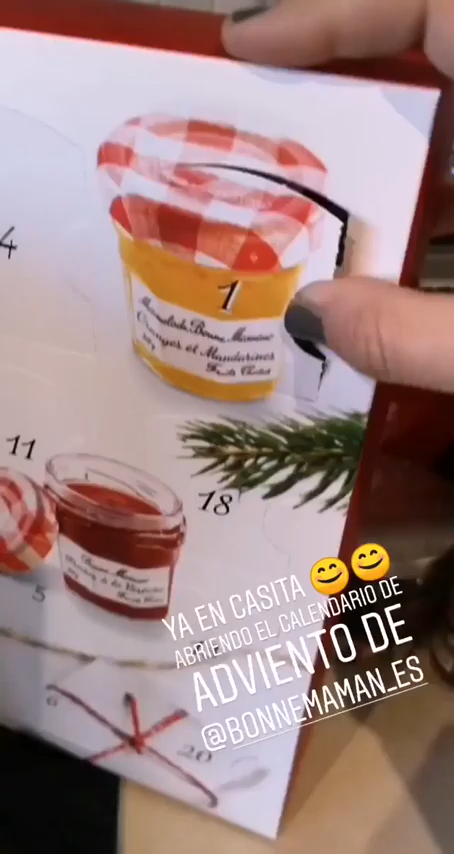 4
1
Marmelade Bonne Maman
Oranges et Mandarines
Fruits Choisis
11
18
Bonne Maman
5
YA EN CASITA 😊😊
ABRIENDO EL CALENDARIO DE
ADVIENTO DE
@BONNEMAMAN_ES
6
20